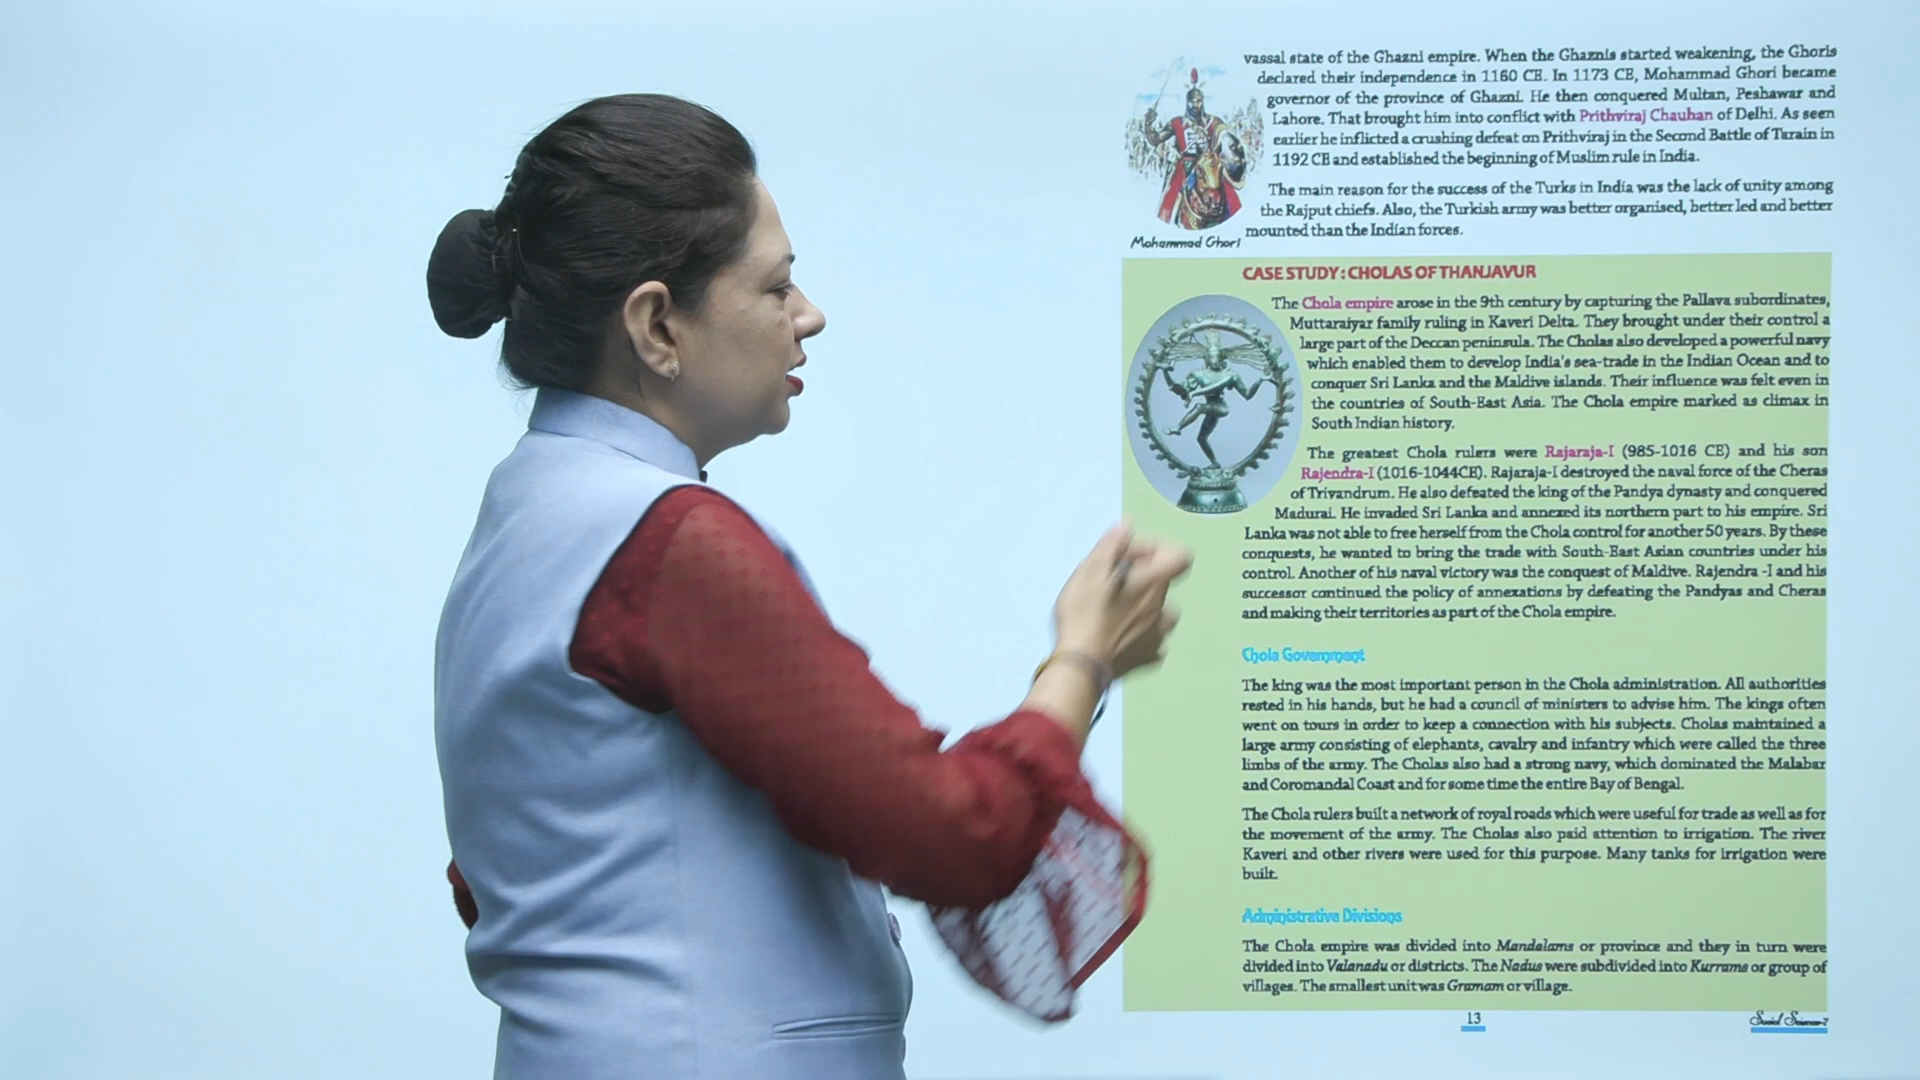 vassal state of the Ghazni empire. When the Ghaznis started weakening, the Ghoris
declared their independence in 1160 CE. In 1173 CE, Mohammad Ghori became
governor of the province of Ghazni. He then conquered Multan, Peshawar and
Lahore. That brought him into conflict with Prithviraj Chauhan of Delhi. As seen
earlier he inflicted a crushing defeat on Prithviraj in the Second Battle of Tarain in
1192 CE and established the beginning of Muslim rule in India.
The main reason for the success of the Turks in India was the lack of unity among
the Rajput chiefs. Also, the Turkish army was better organised, better led and better
mounted than the Indian forces.
Mohammad Ghori
CASE STUDY : CHOLAS OF THANJAVUR
The Chola empire arose in the 9th century by capturing the Pallava subordinates,
Muttaraiyar family ruling in Kaveri Delta. They brought under their control a
large part of the Deccan peninsula. The Cholas also developed a powerful navy
which enabled them to develop India's sea-trade in the Indian Ocean and to
conquer Sri Lanka and the Maldive islands. Their influence was felt even in
the countries of South-East Asia. The Chola empire marked as climax in
South Indian history.
The greatest Chola rulers were Rajaraja-I (985-1016 CE) and his son
Rajendra-I (1016-1044CE). Rajaraja-I destroyed the naval force of the Cheras
of Trivandrum. He also defeated the king of the Pandya dynasty and conquered
Madurai. He invaded Sri Lanka and annexed its northern part to his empire. Sri
Lanka was not able to free herself from the Chola control for another 50 years. By these
conquests, he wanted to bring the trade with South-East Asian countries under his
control. Another of his naval victory was the conquest of Maldive. Rajendra -I and his
successor continued the policy of annexations by defeating the Pandyas and Cheras
and making their territories as part of the Chola empire.
Chola Government
The king was the most important person in the Chola administration. All authorities
rested in his hands, but he had a council of ministers to advise him. The kings often
went on tours in order to keep a connection with his subjects. Cholas maintained a
large army consisting of elephants, cavalry and infantry which were called the three
limbs of the army. The Cholas also had a strong navy, which dominated the Malabar
and Coromandal Coast and for some time the entire Bay of Bengal.
The Chola rulers built a network of royal roads which were useful for trade as well as for
the movement of the army. The Cholas also paid attention to irrigation. The river
Kaveri and other rivers were used for this purpose. Many tanks for irrigation were
built.
Administrative Divisions
The Chola empire was divided into Mandalams or province and they in turn were
divided into Valanadu or districts. The Nadus were subdivided into Kurrams or group of
villages. The smallest unit was Gramam or village.
13
Social Science-7